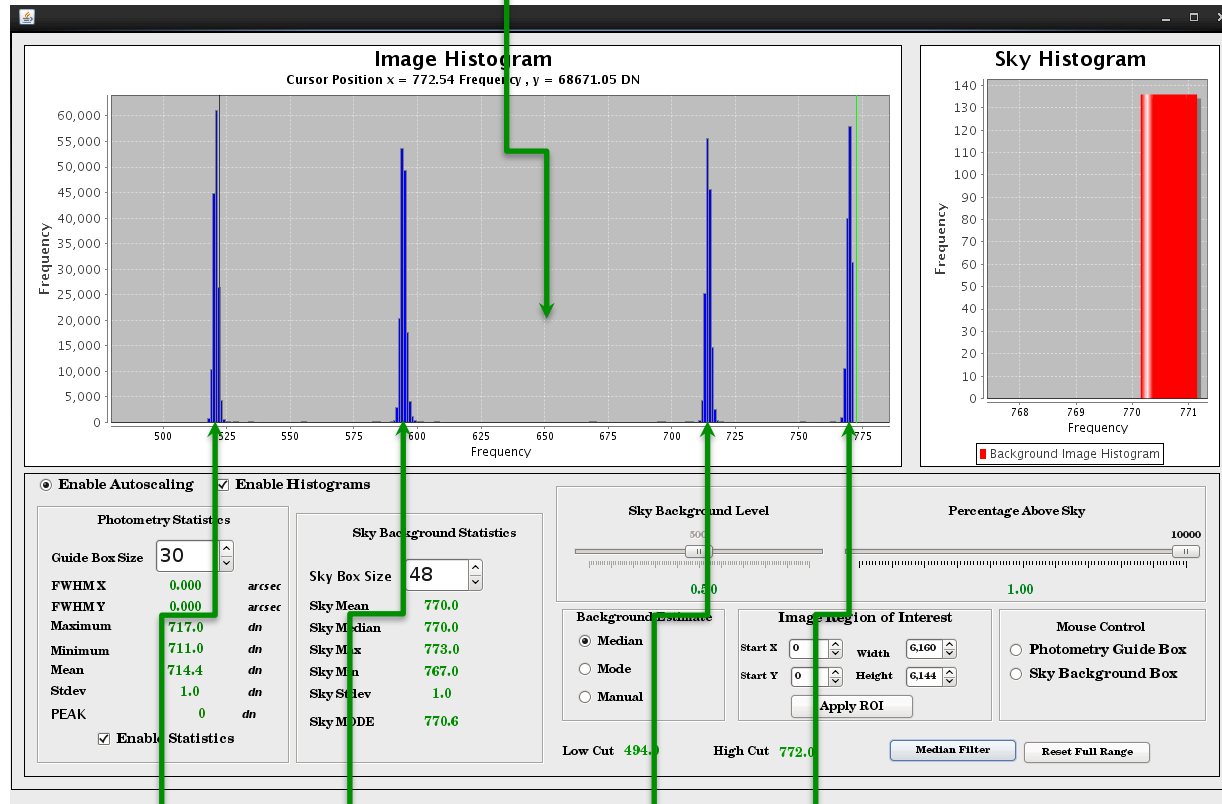 Image Histogram
Cursor Position x = 772.54 Frequency , y = 68671.05 DN
60,000
55,000
50,000
45,000
40,000
35,000
30,000
25,000
20,000
15,000
10,000
5,000
0
Frequency
500 525 550 575 600 625 650 675 700 725 750 775
Frequency
Sky Histogram
140
130
120
110
100
90
80
70
60
50
40
30
20
10
0
Frequency
768 769 770 771
Frequency
Background Image Histogram
Enable Autoscaling Enable Histograms
Photometry Statistics
Guide Box Size 30
FWHM X 0.000 arcsec
FWHM Y 0.000 arcsec
Maximum 717.0 dn
Minimum 711.0 dn
Mean 714.4 dn
Stdev 1.0 dn
PEAK 0 dn
Enable Statistics
Sky Background Statistics
Sky Box Size 48
Sky Mean 770.0
Sky Median 770.0
Sky Max 773.0
Sky Min 767.0
Sky Stdev 1.0
Sky MODE 770.6
Sky Background Level
500
0.50
Percentage Above Sky
10000
1.00
Background Estimate
Median
Mode
Manual
Image Region of Interest
Start X 0 Width 6,160
Start Y 0 Height 6,144
Apply ROI
Mouse Control
Photometry Guide Box
Sky Background Box
Low Cut 494.0 High Cut 772.0
Median Filter
Reset Full Range